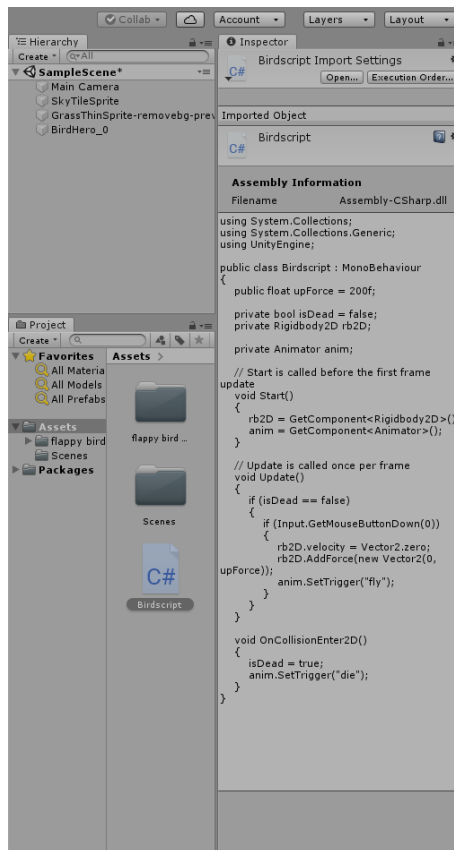 Collab
Account
Layers
Layout
Hierarchy
Create
All
SampleScene*
Main Camera
SkyTileSprite
GrassThinSprite-removebg-prev
BirdHero_0
Project
Create
Favorites
All Materia
All Models
All Prefabs
Assets
flappy bird
Scenes
Packages
Assets >
flappy bird ...
Scenes
C#
Birdscript
Inspector
Birdscript Import Settings
C#
Open...
Execution Order...
Imported Object
Birdscript
C#
Assembly Information
Filename Assembly-CSharp.dll
using System.Collections;
using System.Collections.Generic;
using UnityEngine;
public class Birdscript : MonoBehaviour
{
public float upForce = 200f;
private bool isDead = false;
private Rigidbody2D rb2D;
private Animator anim;
// Start is called before the first frame
update
void Start()
{
rb2D = GetComponent<Rigidbody2D>()
anim = GetComponent<Animator>();
}
// Update is called once per frame
void Update()
{
if (isDead == false)
{
if (Input.GetMouseButtonDown(0))
{
rb2D.velocity = Vector2.zero;
rb2D.AddForce(new Vector2(0,
upForce));
anim.SetTrigger("fly");
}
}
}
void OnCollisionEnter2D()
{
isDead = true;
anim.SetTrigger("die");
}
}